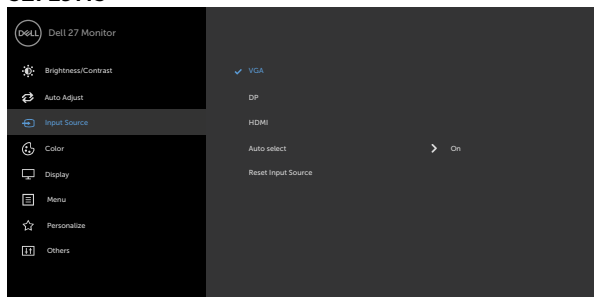 DELL
Dell 27 Monitor
Brightness/Contrast
VGA
Auto Adjust
DP
Input Source
HDMI
Color
Auto select
On
Display
Reset Input Source
Menu
Personalize
Others